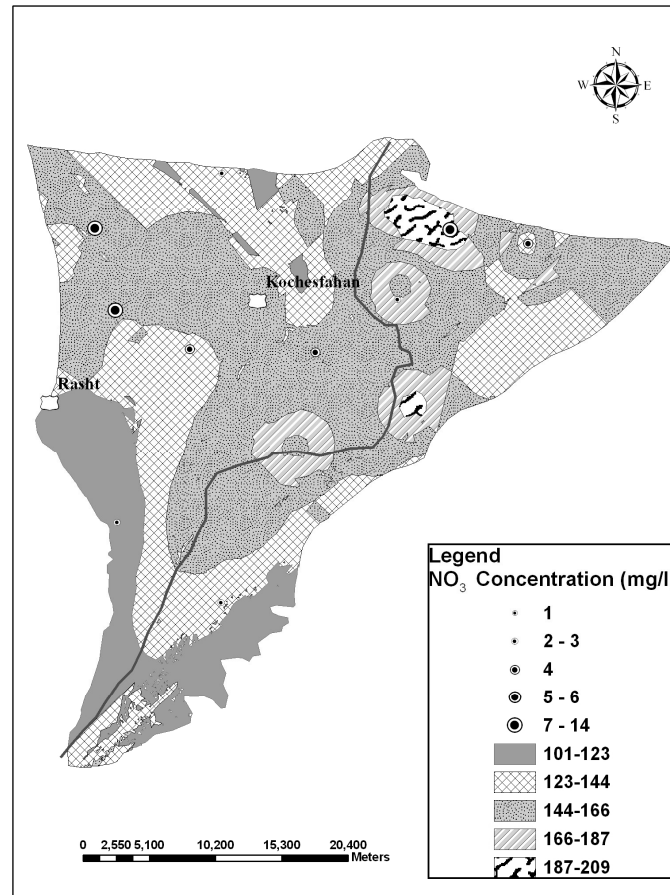 N
W E
S
Kochesfahan
Rasht
Legend
NO₃ Concentration (mg/l
1
2 - 3
4
5 - 6
7 - 14
101-123
123-144
144-166
166-187
187-209
0 2,550 5,100 10,200 15,300 20,400
Meters